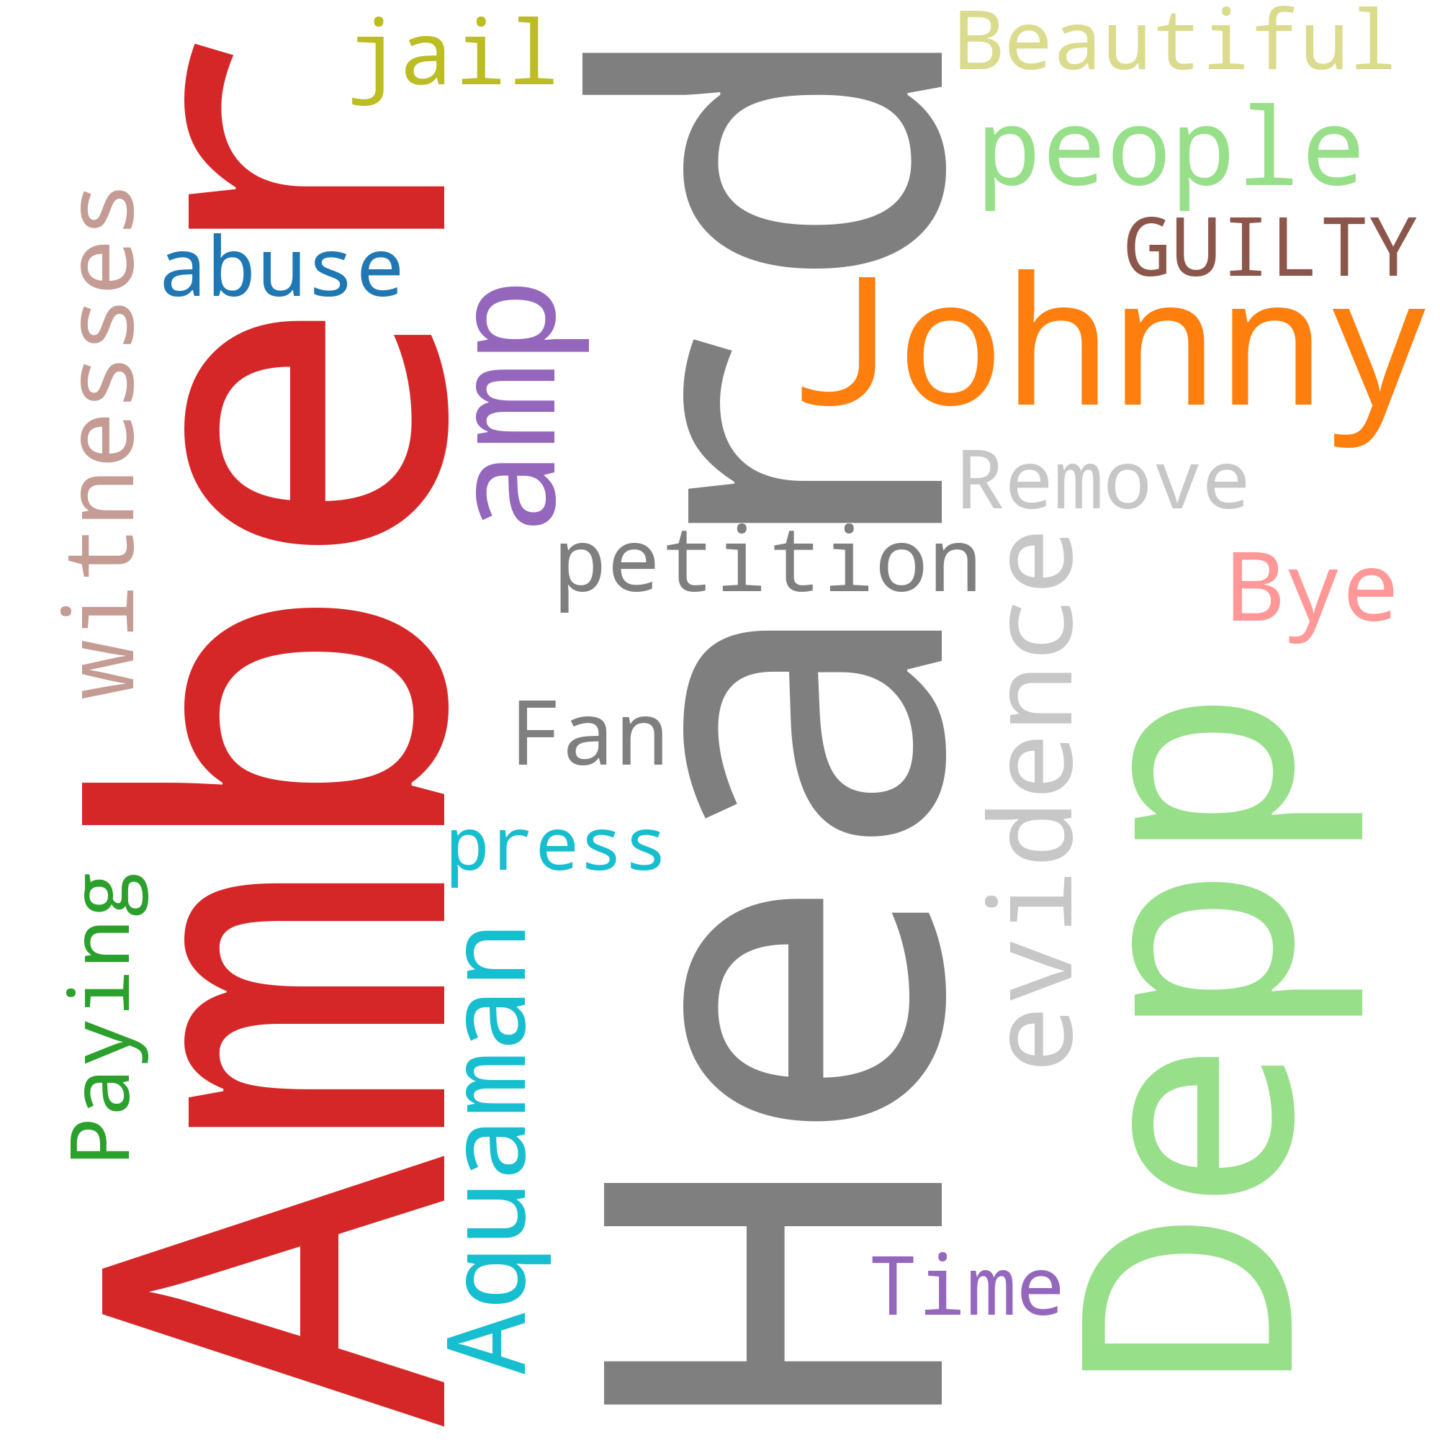 jail
Beautiful
people
GUILTY
Johnny
witnesses
abuse
Amber
amp
Heard
Remove
petition
Bye
evidence
Fan
press
Depp
Paying
Aquaman
Time